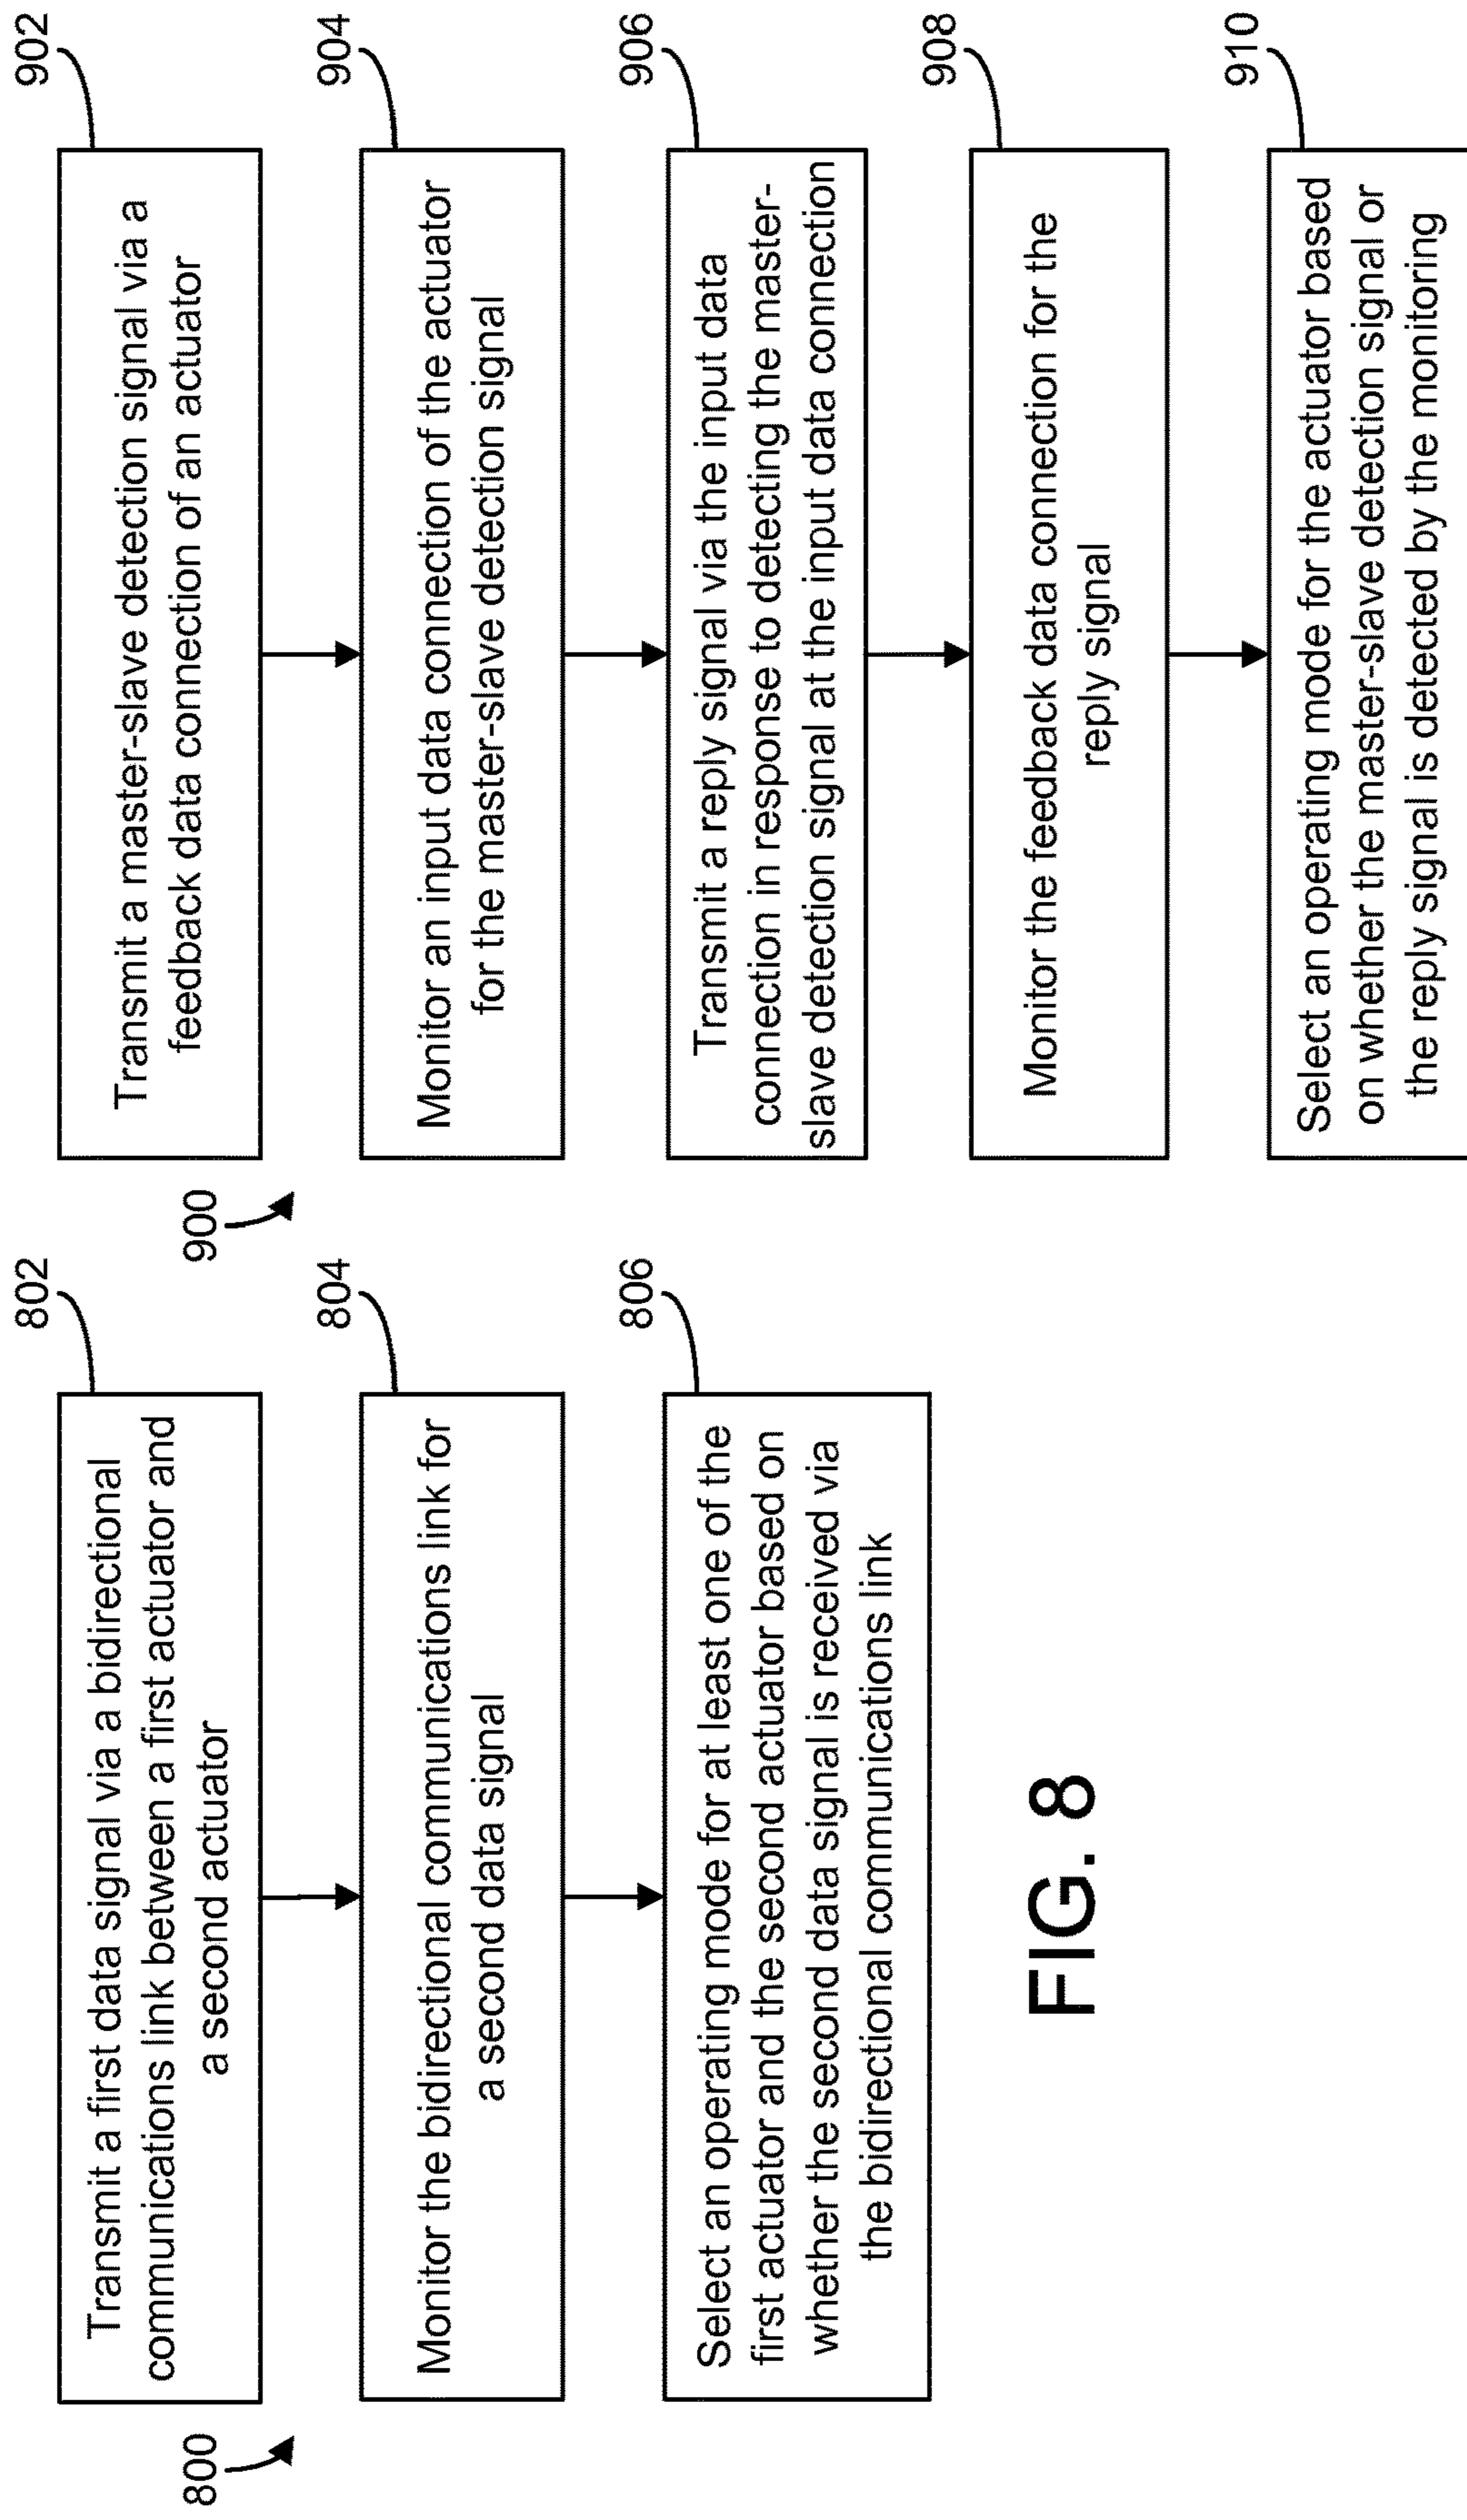 800
802
Transmit a first data signal via a bidirectional
communications link between a first actuator and
a second actuator
804
Monitor the bidirectional communications link for
a second data signal
806
Select an operating mode for at least one of the
first actuator and the second actuator based on
whether the second data signal is received via
the bidirectional communications link
FIG. 8
900
902
Transmit a master-slave detection signal via a
feedback data connection of an actuator
904
Monitor an input data connection of the actuator
for the master-slave detection signal
906
Transmit a reply signal via the input data
connection in response to detecting the master-
slave detection signal at the input data connection
908
Monitor the feedback data connection for the
reply signal
910
Select an operating mode for the actuator based
on whether the master-slave detection signal or
the reply signal is detected by the monitoring